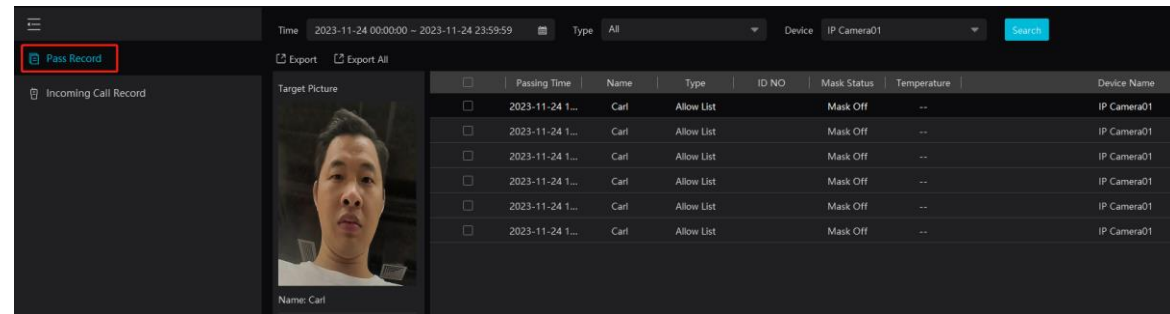 Time 2023-11-24 00:00:00 ~ 2023-11-24 23:59:59 Type All Device IP Camera01 Search
Pass Record
Incoming Call Record
Export Export All
Target Picture
Name: Carl
Passing Time Name Type ID NO Mask Status Temperature Device Name
2023-11-24 1... Carl Allow List Mask Off -- IP Camera01
2023-11-24 1... Carl Allow List Mask Off -- IP Camera01
2023-11-24 1... Carl Allow List Mask Off -- IP Camera01
2023-11-24 1... Carl Allow List Mask Off -- IP Camera01
2023-11-24 1... Carl Allow List Mask Off -- IP Camera01
2023-11-24 1... Carl Allow List Mask Off -- IP Camera01